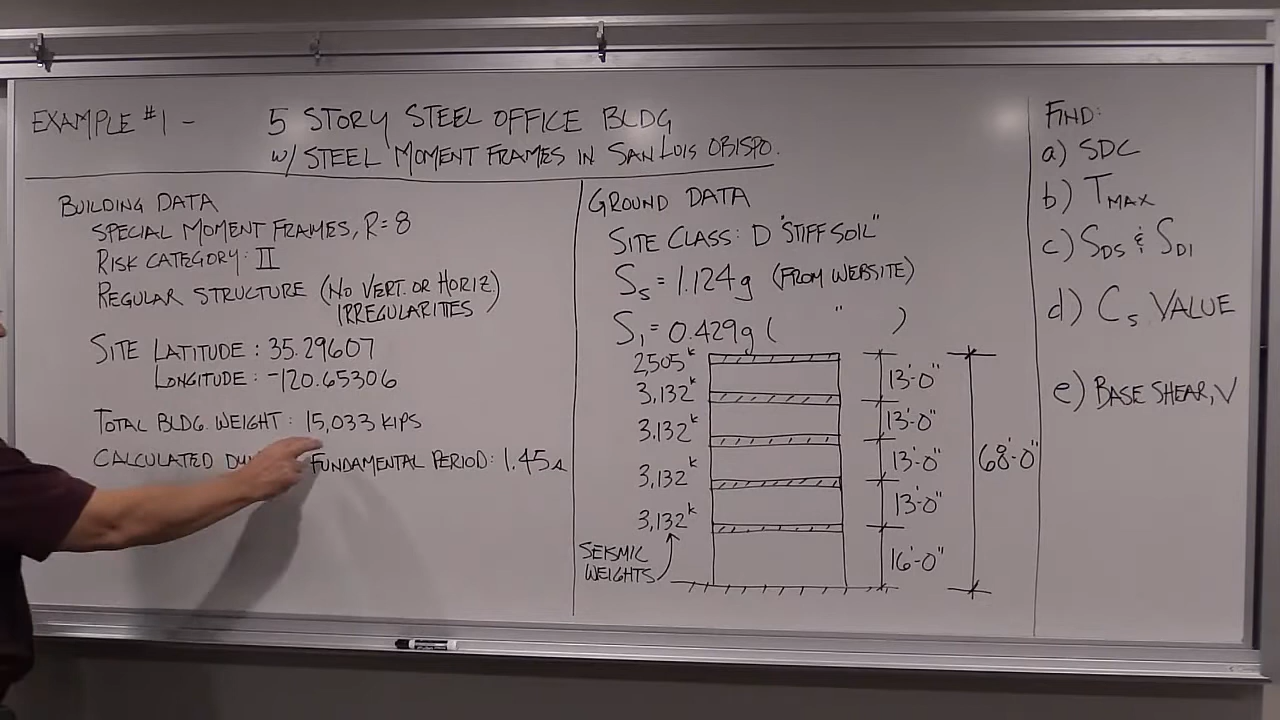 EXAMPLE #1 - 5 STORY STEEL OFFICE BLDG
W/ STEEL MOMENT FRAMES IN SAN LUIS OBISPO.
BUILDING DATA
SPECIAL MOMENT FRAMES, R=8
RISK CATEGORY: II
REGULAR STRUCTURE (NO VERT. OR HORIZ.
IRREGULARITIES)
SITE LATITUDE: 35.29607
LONGITUDE: -120.65306
TOTAL BLDG. WEIGHT: 15,033 KIPS
CALCULATED FUNDAMENTAL PERIOD: 1.45s
GROUND DATA
SITE CLASS: D "STIFF SOIL"
Ss = 1.124g (FROM WEBSITE)
S1 = 0.429g ( " )
2,505k
3,132k
3,132k
3,132k
3,132k
SEISMIC
WEIGHTS
13'-0"
13'-0"
13'-0"
13'-0"
16'-0"
68'-0"
FIND:
a) SDC
b) TMAX
c) SDS & SD1
d) Cs VALUE
e) BASE SHEAR, V